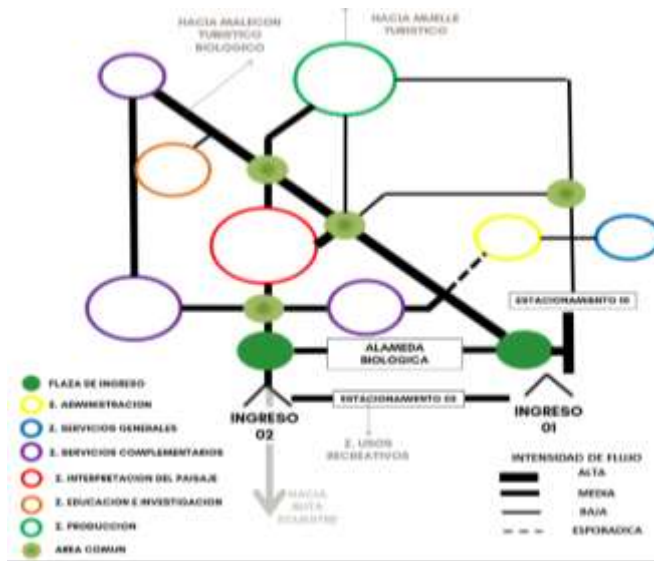 HACIA MALECON
TURISTICO
BIOLOGICO
HACIA MUELLE
TURISTICO
ESTACIONAMIENTO
ALAMEDA
BIOLOGICA
ESTACIONAMIENTO
INGRESO
02
INGRESO
01
Z. USOS
RECREATIVOS
HACIA
RUTA
PLAZA DE INGRESO
Z. ADMINISTRACION
Z. SERVICIOS GENERALES
Z. SERVICIOS COMPLEMENTARIOS
Z. INTERPRETACION DEL PAISAJE
Z. EDUCACION E INVESTIGACION
Z. PRODUCCION
AREA COMUN
INTENSIDAD DE FLUJO
ALTA
MEDIA
BAJA
ESPORADICA